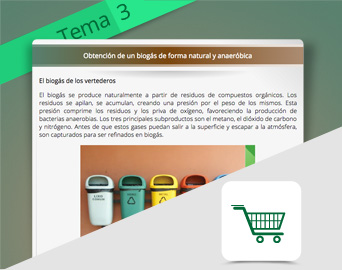 Tema 3
Obtención de un biogás de forma natural y anaeróbica
El biogás de los vertederos
El biogás se produce naturalmente a partir de residuos de compuestos orgánicos. Los
residuos se apilan, se acumulan, creando una presión por el peso de los mismos. Esta
presión comprime los residuos y los priva de oxígeno, favoreciendo la producción de
bacterias anaerobias. Los tres principales subproductos son el metano, el dióxido de carbono
y nitrógeno. Antes de que estos gases puedan salir a la superficie y escapar a la atmósfera,
son capturados para ser refinados en biogás.